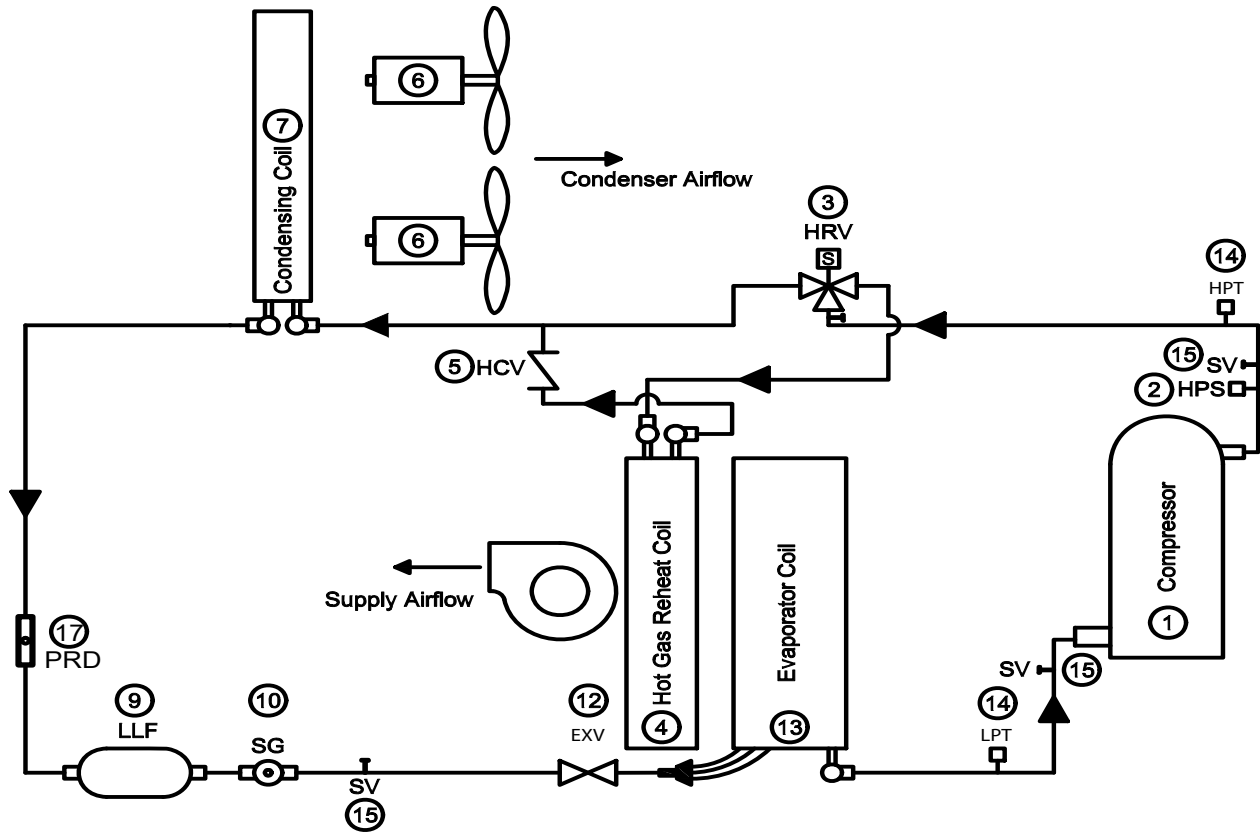 7
Condensing Coil
6
6
Condenser Airflow
3
HRV
S
14
HPT
15
SV
2 HPS
5 HCV
Compressor
1
Hot Gas Reheat Coil
4
Evaporator Coil
13
Supply Airflow
17
PRD
9
LLF
10
SG
SV
15
12
EXV
SV
15
14
LPT